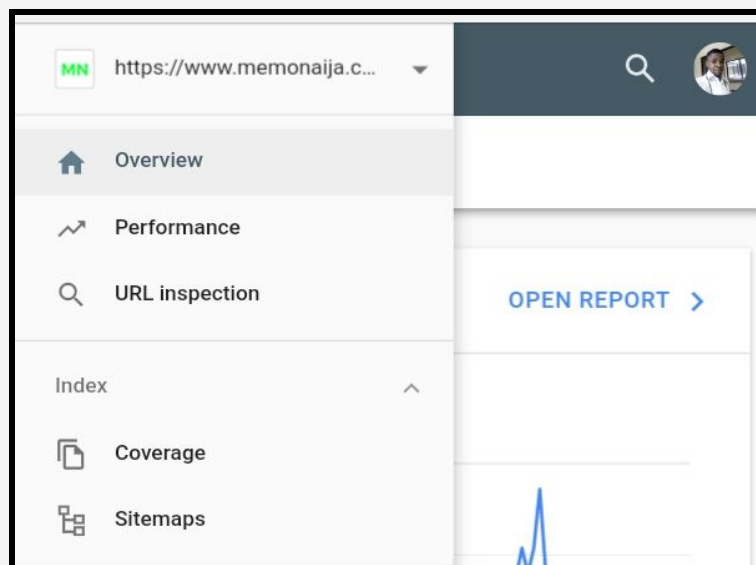 MN
https://www.memonaija.c...
Overview
Performance
URL inspection
OPEN REPORT
Index
Coverage
Sitemaps